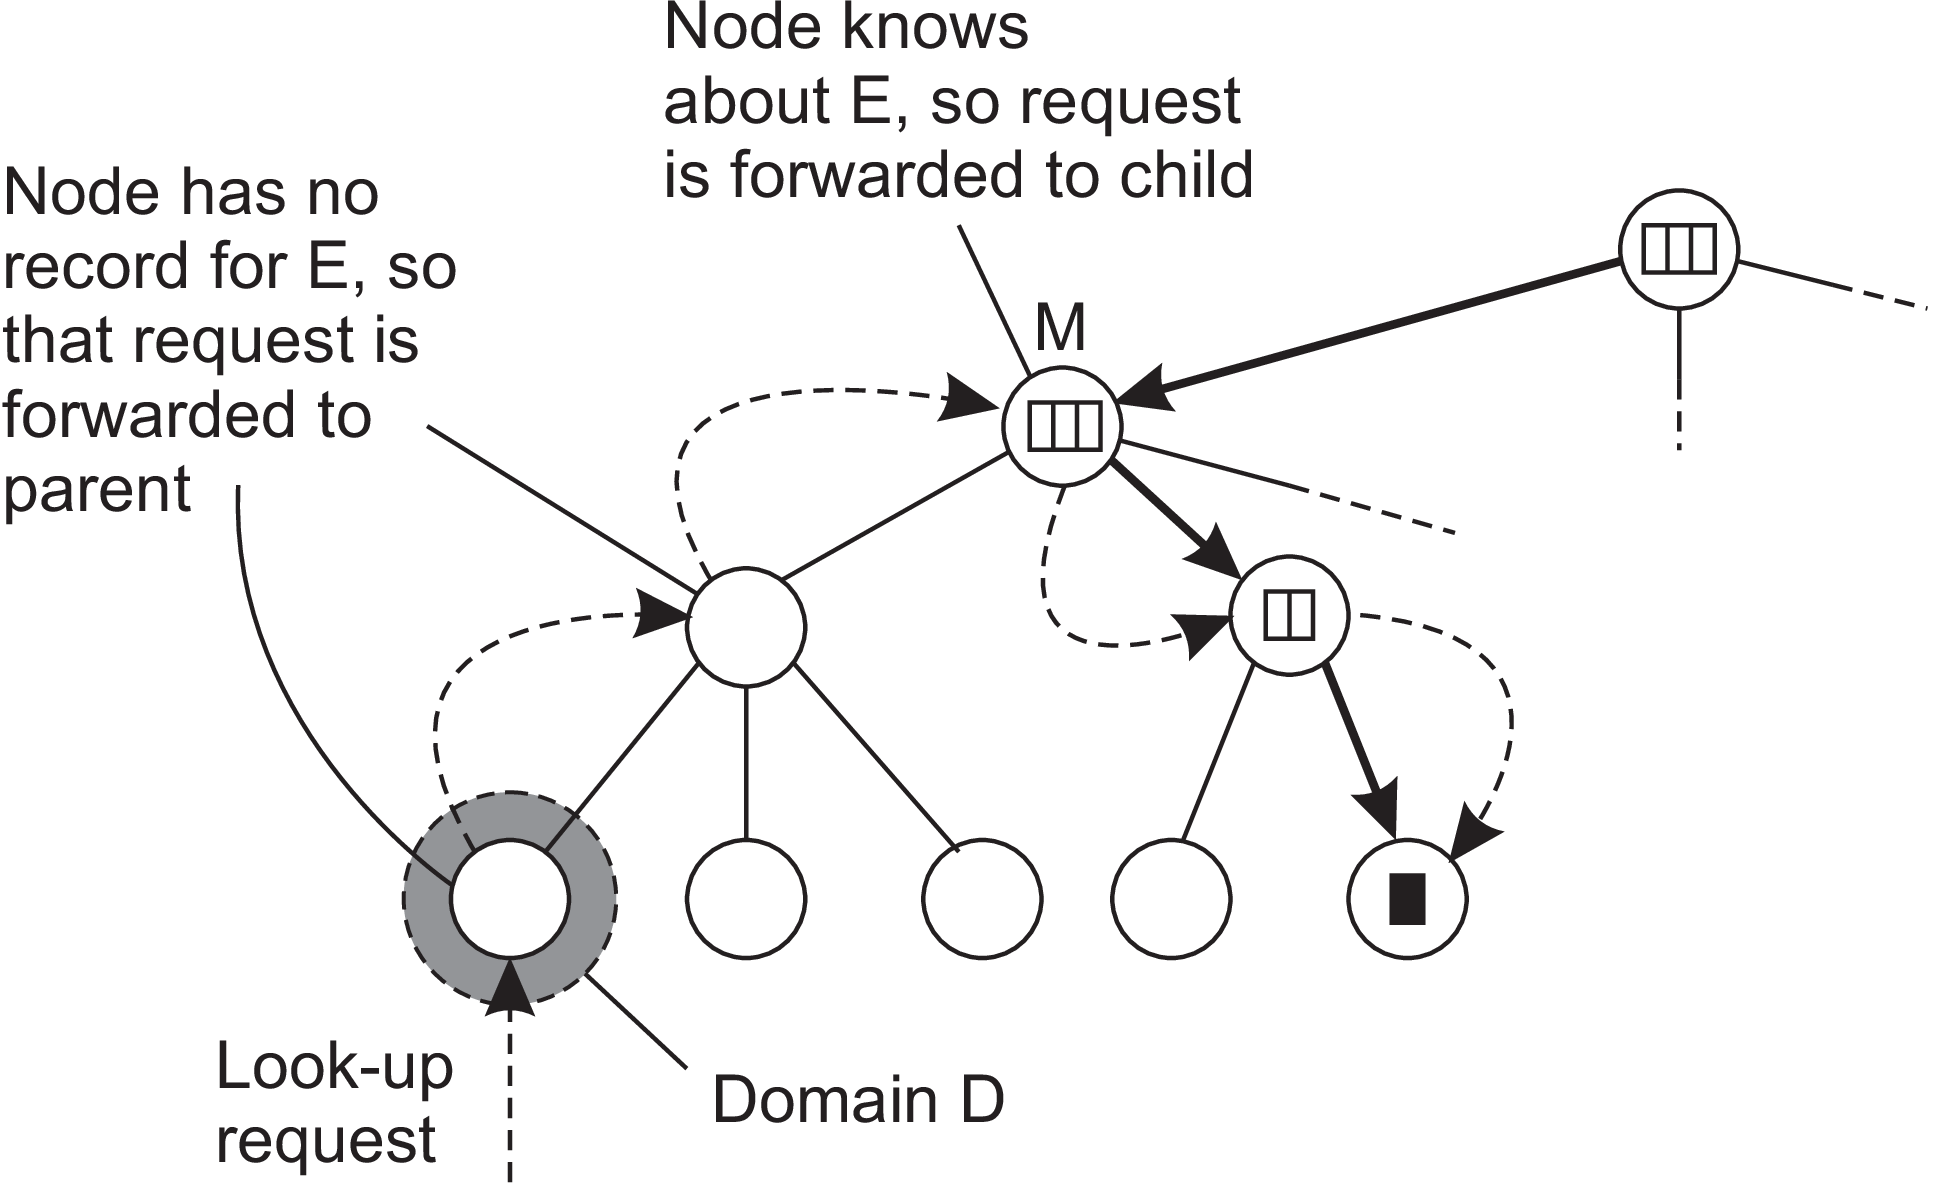 Node knows
about E, so request
is forwarded to child
Node has no
record for E, so
that request is
forwarded to
parent
M
Look-up
request
Domain D